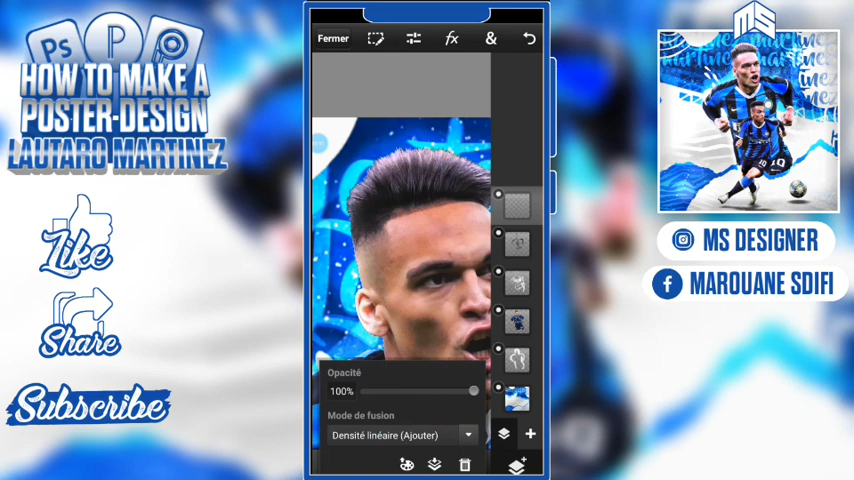 Ps P
HOW TO MAKE A
POSTER-DESIGN
LAUTARO MARTINEZ
Like
Share
Subscribe
Fermer fx &
Opacité
100%
Mode de fusion
Densité linéaire (Ajouter)
MS
MS DESIGNER
f MAROUANE SDIFI